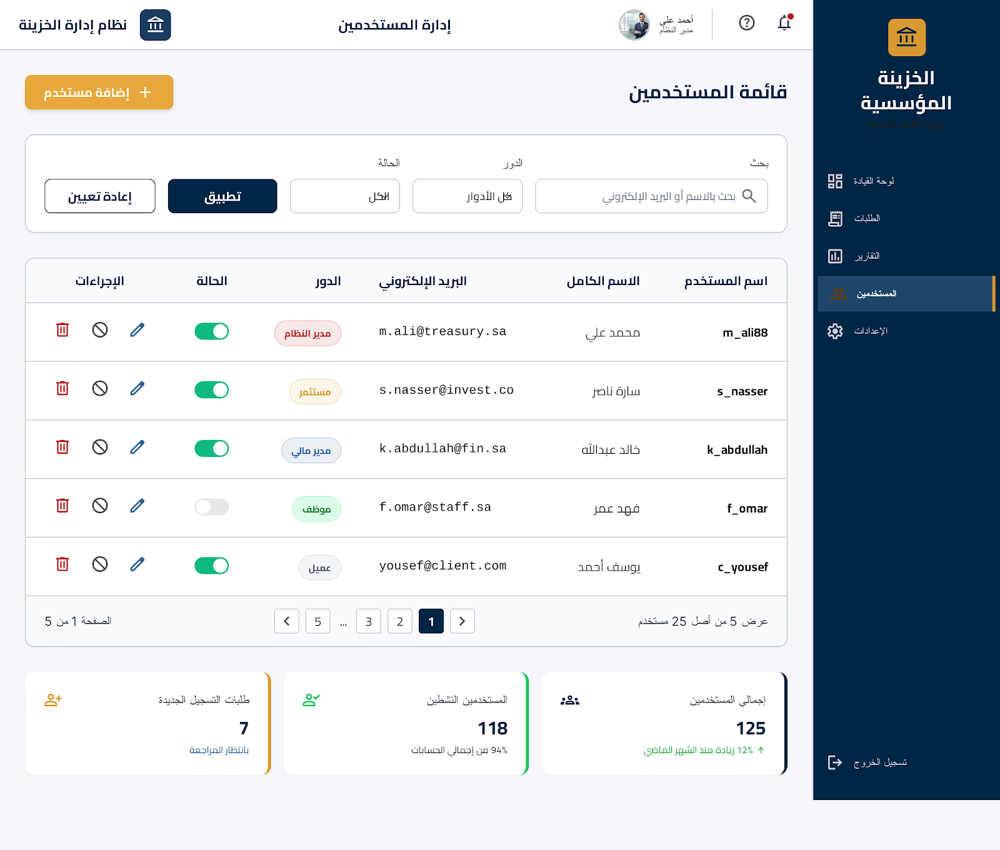 الخزينة
المؤسسية
لوحة القيادة
الطلبات
التقارير
المستخدمين
الإعدادات
تسجيل الخروج
أحمد علي
مدير النظام
إدارة المستخدمين
نظام إدارة الخزينة
قائمة المستخدمين
إضافة مستخدم
بحث
الدور
الحالة
بحث بالاسم أو البريد الإلكتروني
كل الأدوار
الكل
تطبيق
إعادة تعيين
اسم المستخدم الاسم الكامل البريد الإلكتروني الدور الحالة الإجراءات
m_ali88 محمد علي m.ali@treasury.sa مدير النظام
s_nasser سارة ناصر s.nasser@invest.co مستثمر
k_abdullah خالد عبدالله k.abdullah@fin.sa مدير مالي
f_omar فهد عمر f.omar@staff.sa موظف
c_yousef يوسف أحمد yousef@client.com عميل
عرض 5 من أصل 25 مستخدم
1 2 3 ... 5
الصفحة 1 من 5
إجمالي المستخدمين
125
12% زيادة منذ الشهر الماضي
المستخدمين النشطين
118
94% من إجمالي الحسابات
طلبات التسجيل الجديدة
7
بانتظار المراجعة